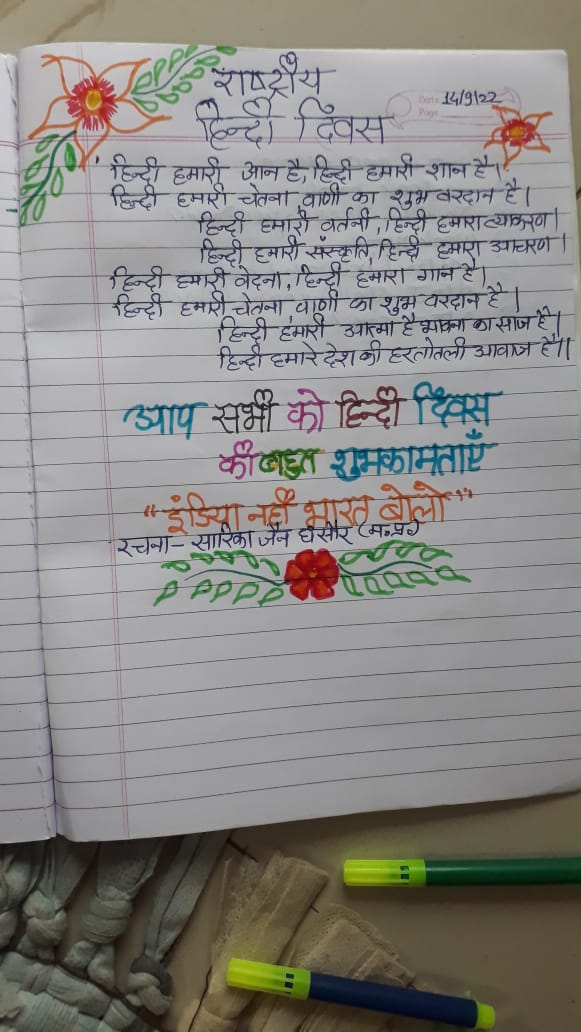 राष्ट्रीय
Date 14/9/22
Page
हिन्दी दिवस
हिन्दी हमारी आन है, हिन्दी हमारी शान है।
हिन्दी हमारी चेतना वाणी का शुभ वरदान है।
हिन्दी हमारी वर्तनी, हिन्दी हमारा व्याकरण।
हिन्दी हमारी संस्कृति, हिन्दी हमारा आचरण।
हिन्दी हमारी वेदना, हिन्दी हमारा गान है।
हिन्दी हमारी चेतना वाणी का शुभ वरदान है।
हिन्दी हमारी आत्मा है भावना का साज है।
हिन्दी हमारे देश की हर तोतली आवाज है।।
आप सभी को हिन्दी दिवस
की बहुत शुभकामताएँ
"इंडिया नहीं भारत बोलो"
रचना - सारिका जैन (म.प्र.)